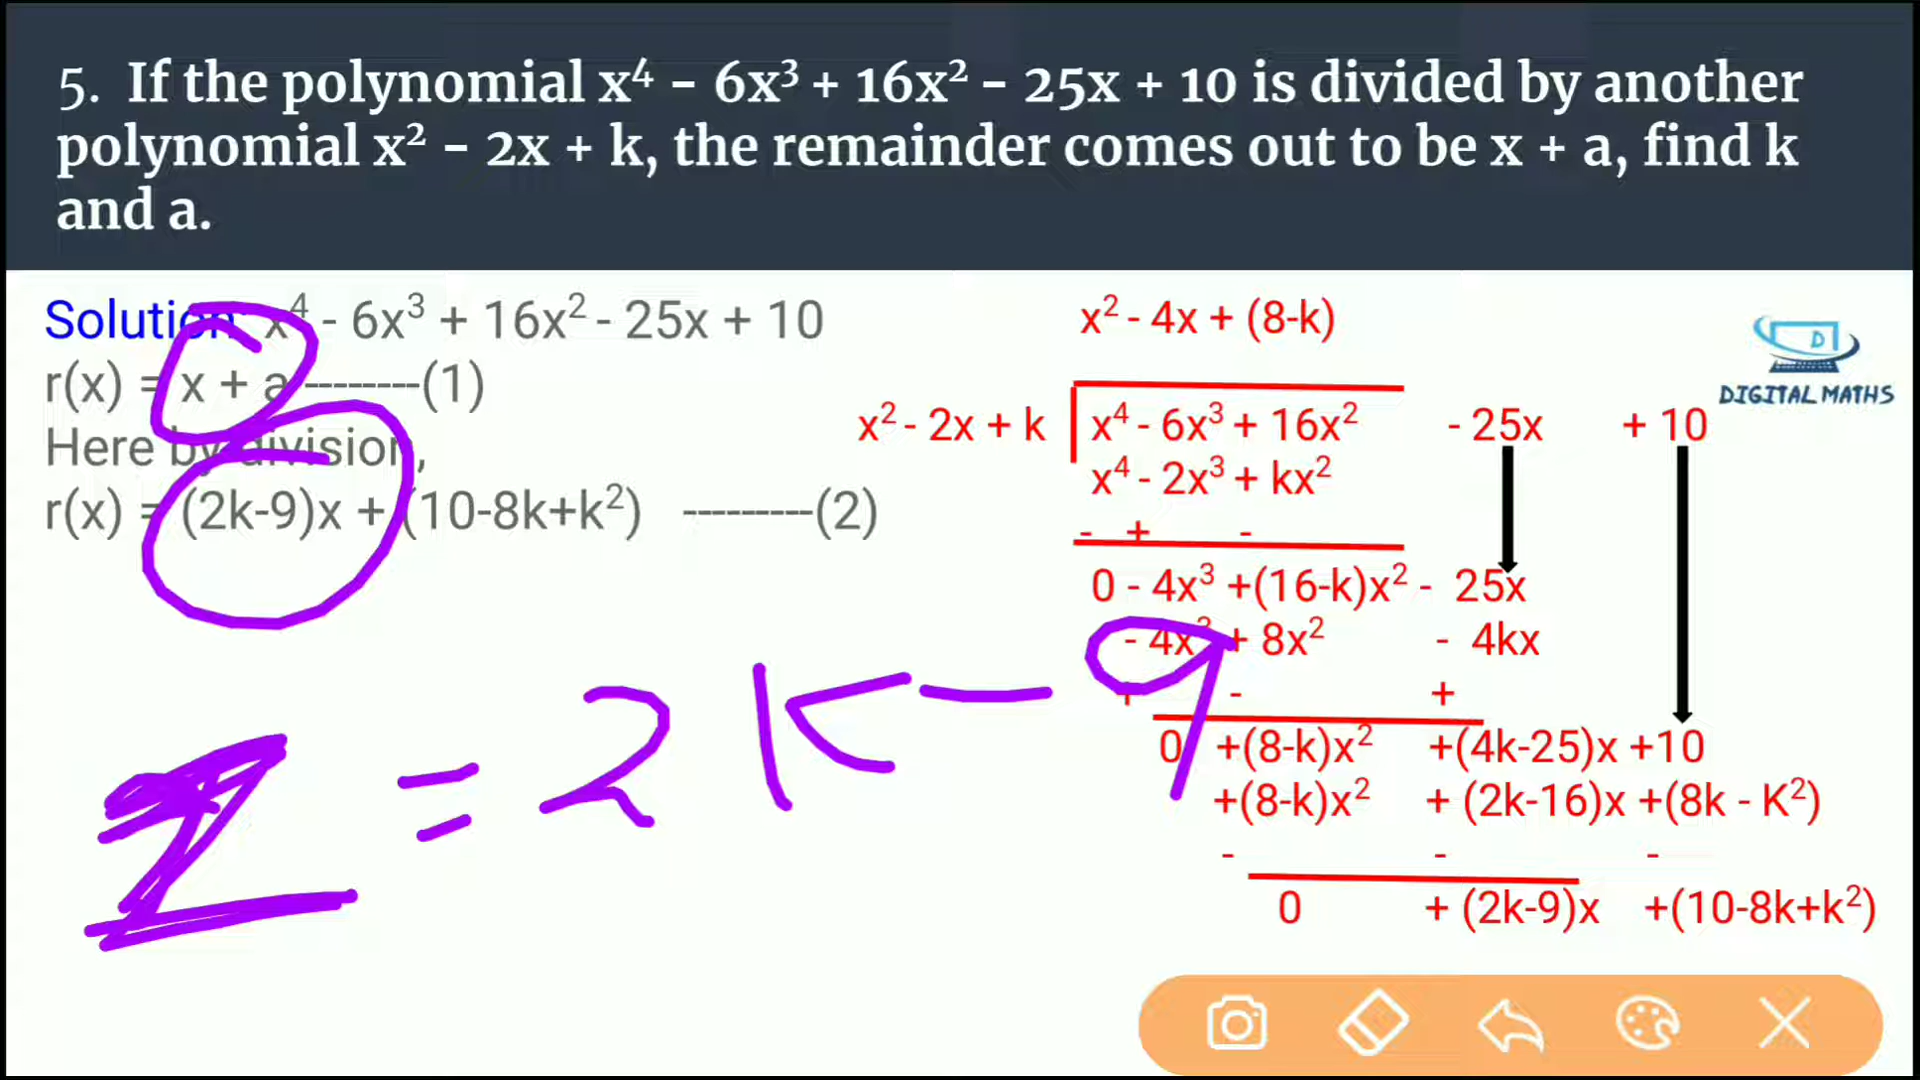 5. If the polynomial x⁴ - 6x³ + 16x² - 25x + 10 is divided by another
polynomial x² - 2x + k, the remainder comes out to be x + a, find k
and a.
Solution: x⁴ - 6x³ + 16x² - 25x + 10
r(x) = x + a --------(1)
Here by division,
r(x) = (2k-9)x + (10-8k+k²) ---------(2)
= 2K-9
x² - 4x + (8-k)
x² - 2x + k
x⁴ - 6x³ + 16x² - 25x + 10
x⁴ - 2x³ + kx²
- + -
0 - 4x³ +(16-k)x² - 25x
- 4x³ + 8x² - 4kx
+ - +
0 +(8-k)x² +(4k-25)x +10
+(8-k)x² + (2k-16)x +(8k - K²)
- - -
0 + (2k-9)x +(10-8k+k²)
D
DIGITAL MATHS